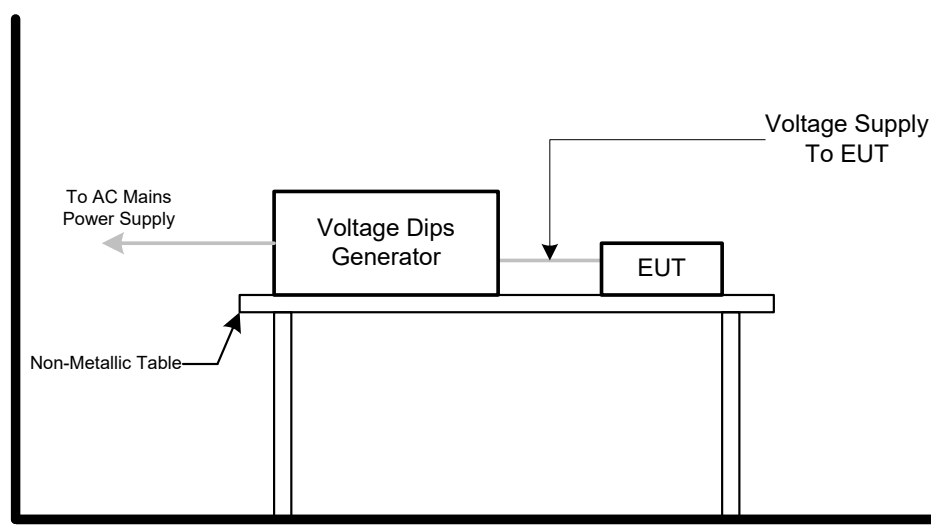 Voltage Supply
To EUT
To AC Mains
Power Supply
Voltage Dips
Generator
EUT
Non-Metallic Table